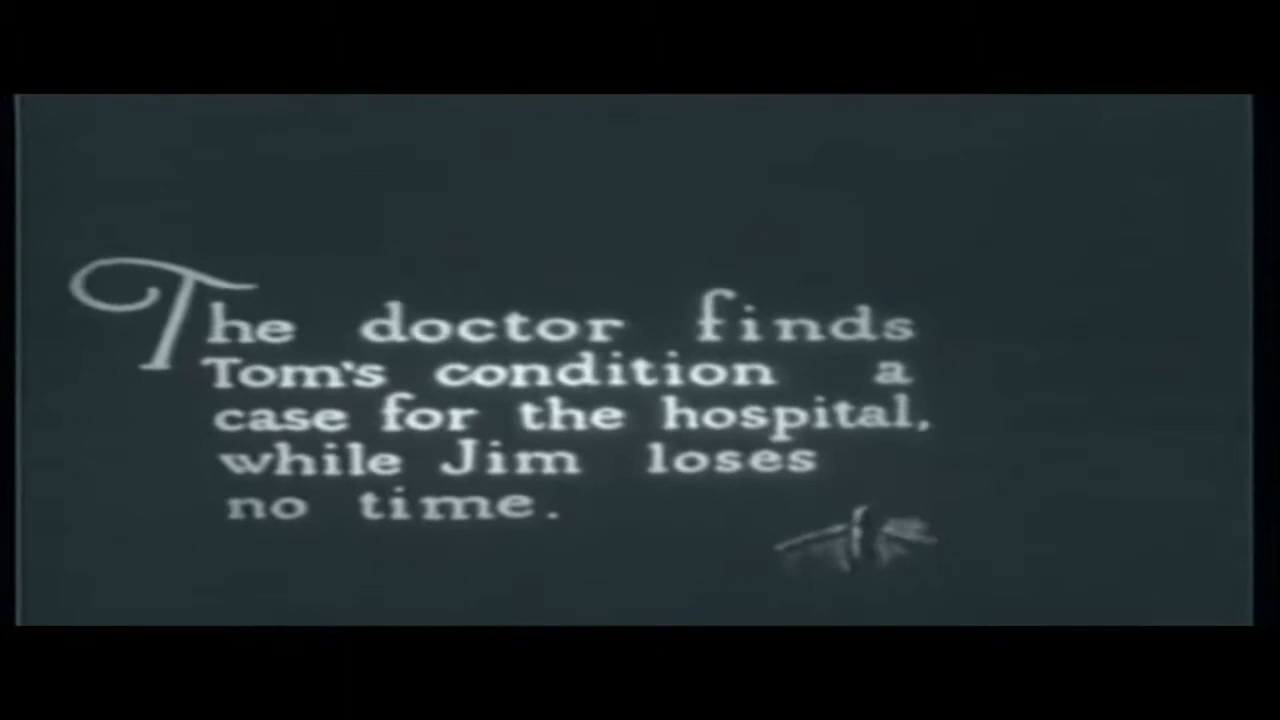 The doctor finds
Tom's condition a
case for the hospital,
while Jim loses
no time.